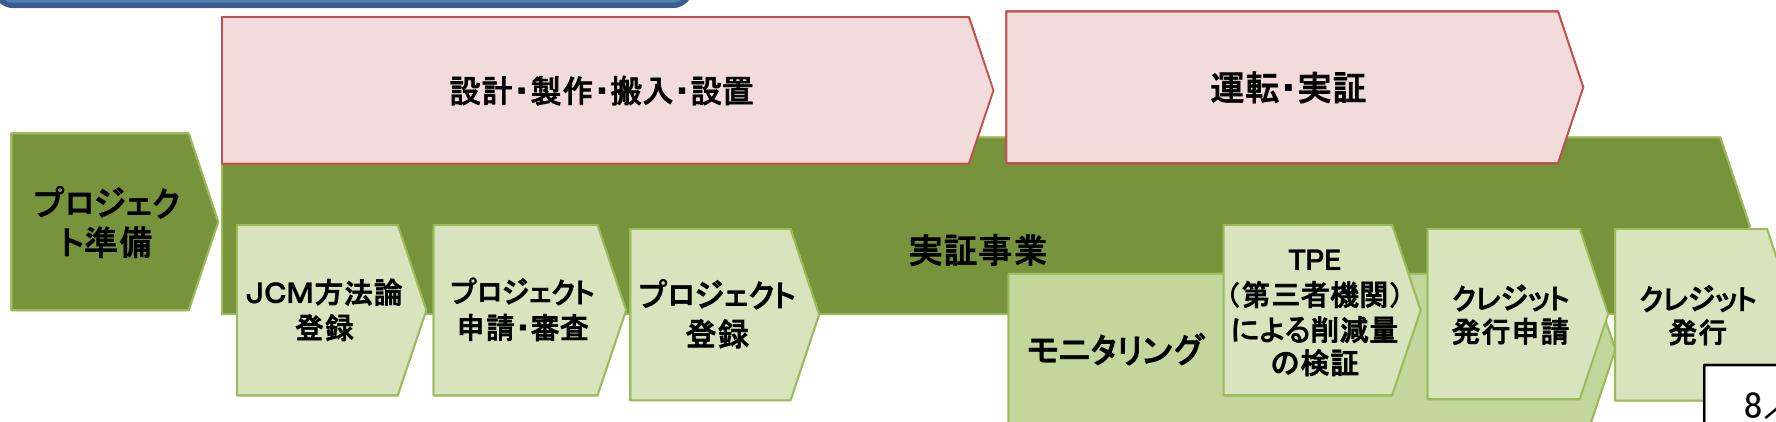 設計・製作・搬入・設置
運転・実証
プロジェク
ト準備
実証事業
JCM方法論
登録
プロジェクト
申請・審査
プロジェクト
登録
モニタリング
TPE
（第三者機関）
による削減量
の検証
クレジット
発行申請
クレジット
発行
8／